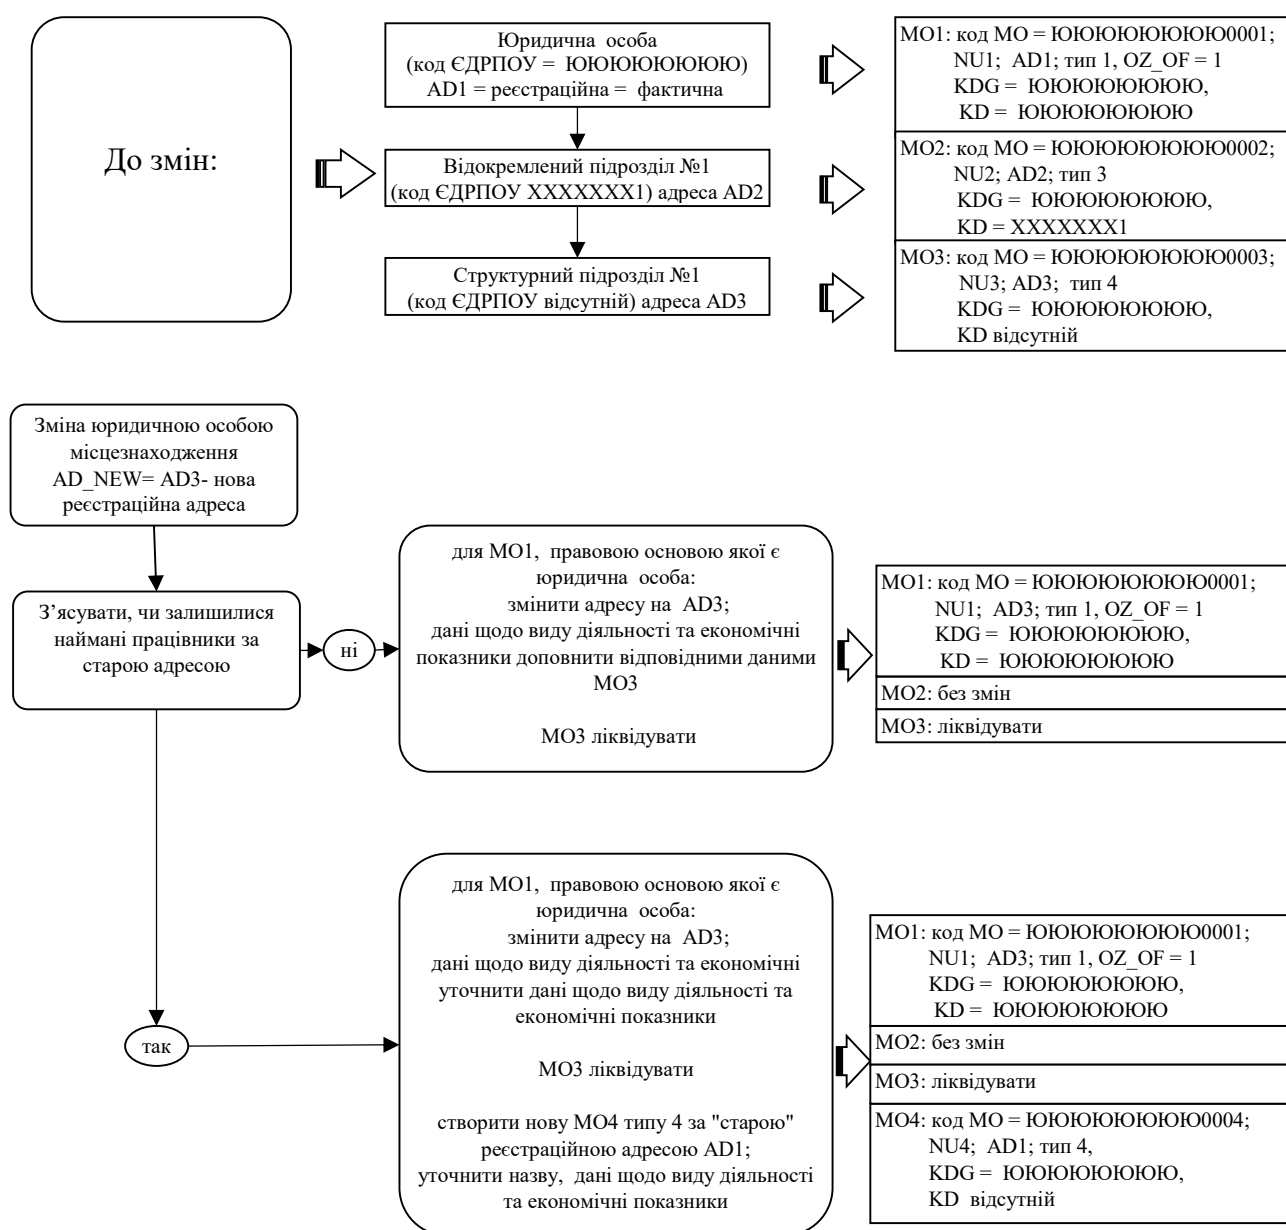 До змін:
Юридична особа
(код ЄДРПОУ = ЮЮЮЮЮЮЮЮ)
AD1 = реєстраційна = фактична
МО1: код МО = ЮЮЮЮЮЮЮЮ0001;
NU1; AD1; тип 1, OZ_OF = 1
KDG = ЮЮЮЮЮЮЮЮ,
KD = ЮЮЮЮЮЮЮЮ
Відокремлений підрозділ №1
(код ЄДРПОУ XXXXXXX1) адреса AD2
МО2: код МО = ЮЮЮЮЮЮЮЮ0002;
NU2; AD2; тип 3
KDG = ЮЮЮЮЮЮЮЮ,
KD = XXXXXXX1
Структурний підрозділ №1
(код ЄДРПОУ відсутній) адреса AD3
МО3: код МО = ЮЮЮЮЮЮЮЮ0003;
NU3; AD3; тип 4
KDG = ЮЮЮЮЮЮЮЮ,
KD відсутній
Зміна юридичною особою
місцезнаходження
AD_NEW= AD3- нова
реєстраційна адреса
З’ясувати, чи залишилися
наймані працівники за
старою адресою
ні
для МО1, правовою основою якої є
юридична особа:
змінити адресу на AD3;
дані щодо виду діяльності та економічні
показники доповнити відповідними даними
МО3
МО3 ліквідувати
МО1: код МО = ЮЮЮЮЮЮЮЮ0001;
NU1; AD3; тип 1, OZ_OF = 1
KDG = ЮЮЮЮЮЮЮЮ,
KD = ЮЮЮЮЮЮЮЮ
МО2: без змін
МО3: ліквідувати
так
для МО1, правовою основою якої є
юридична особа:
змінити адресу на AD3;
дані щодо виду діяльності та економічні
уточнити дані щодо виду діяльності та
економічні показники
МО3 ліквідувати
створити нову МО4 типу 4 за "старою"
реєстраційною адресою AD1;
уточнити назву, дані щодо виду діяльності
та економічні показники
МО1: код МО = ЮЮЮЮЮЮЮЮ0001;
NU1; AD3; тип 1, OZ_OF = 1
KDG = ЮЮЮЮЮЮЮЮ,
KD = ЮЮЮЮЮЮЮЮ
МО2: без змін
МО3: ліквідувати
МО4: код МО = ЮЮЮЮЮЮЮЮ0004;
NU4; AD1; тип 4,
KDG = ЮЮЮЮЮЮЮЮ,
KD відсутній